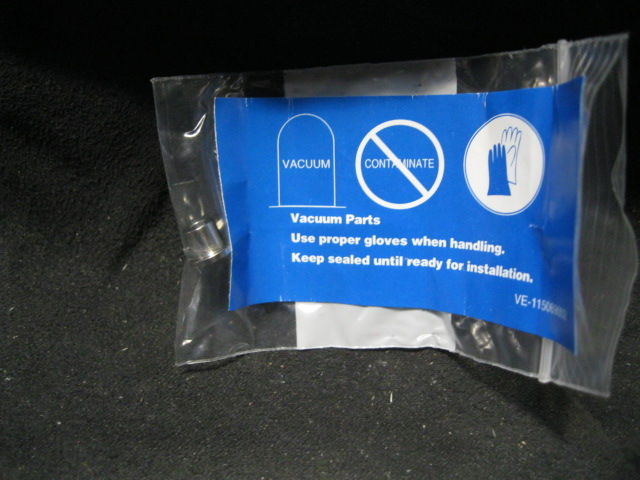 VACUUM
CONTAMINATE
Vacuum Parts
Use proper gloves when handling.
Keep sealed until ready for installation.